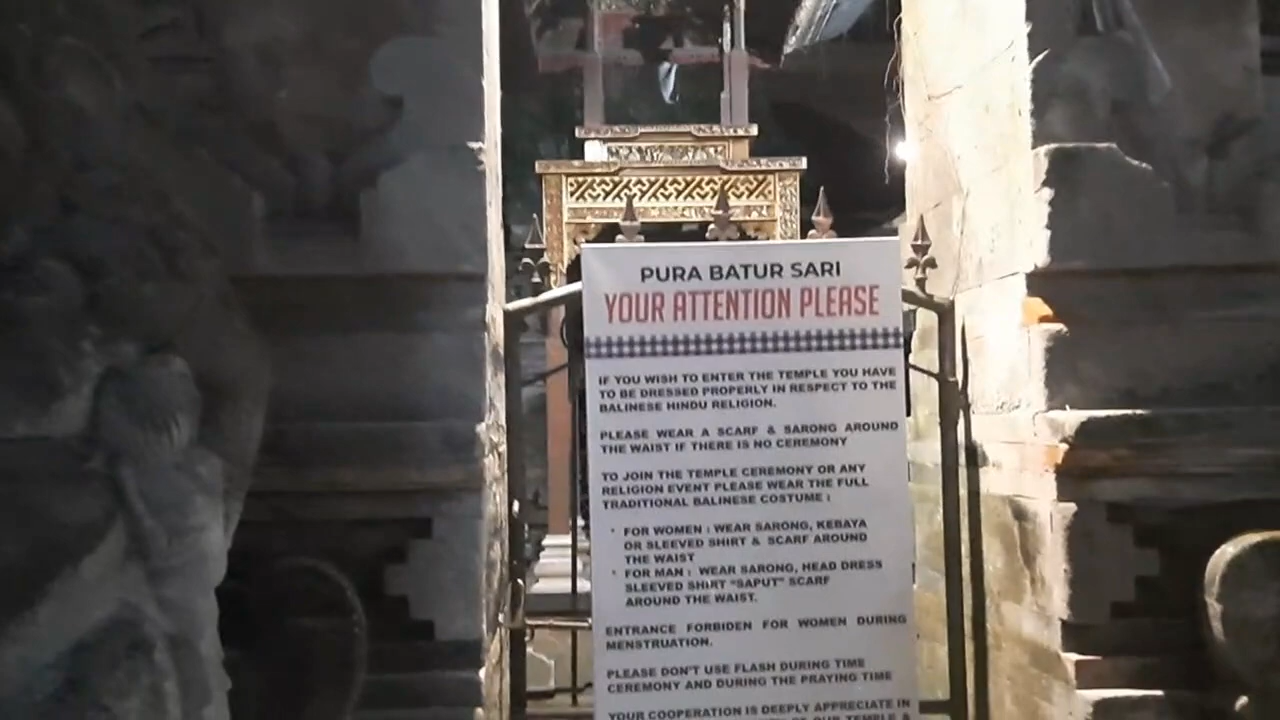 PURA BATUR SARI
YOUR ATTENTION PLEASE
IF YOU WISH TO ENTER THE TEMPLE YOU HAVE
TO BE DRESSED PROPERLY IN RESPECT TO THE
BALINESE HINDU RELIGION.
PLEASE WEAR A SCARF & SARONG AROUND
THE WAIST IF THERE IS NO CEREMONY
TO JOIN THE TEMPLE CEREMONY OR ANY
RELIGION EVENT PLEASE WEAR THE FULL
TRADITIONAL BALINESE COSTUME :
* FOR WOMEN : WEAR SARONG, KEBAYA
OR SLEEVED SHIRT & SCARF AROUND
THE WAIST
* FOR MAN : WEAR SARONG, HEAD DRESS
SLEEVED SHIRT "SAPUT" SCARF
AROUND THE WAIST.
ENTRANCE FORBIDEN FOR WOMEN DURING
MENSTRUATION.
PLEASE DON'T USE FLASH DURING TIME
CEREMONY AND DURING THE PRAYING TIME
YOUR COOPERATION IS DEEPLY APPRECIATE IN
OUR TEMPLE &